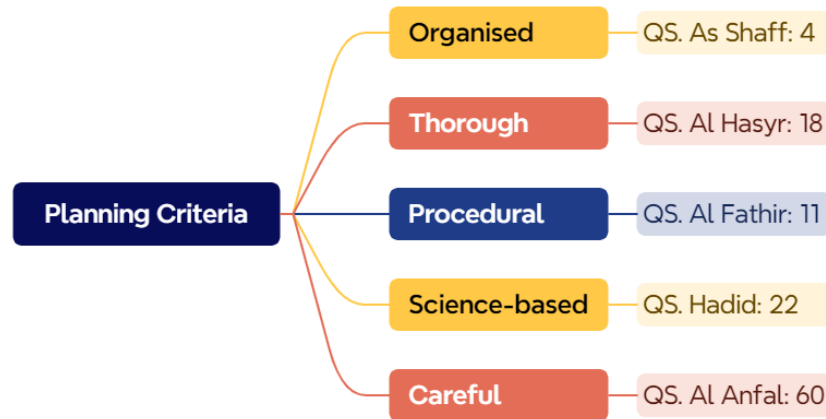 Planning Criteria
Organised
QS. As Shaff: 4
Thorough
QS. Al Hasyr: 18
Procedural
QS. Al Fathir: 11
Science-based
QS. Hadid: 22
Careful
QS. Al Anfal: 60